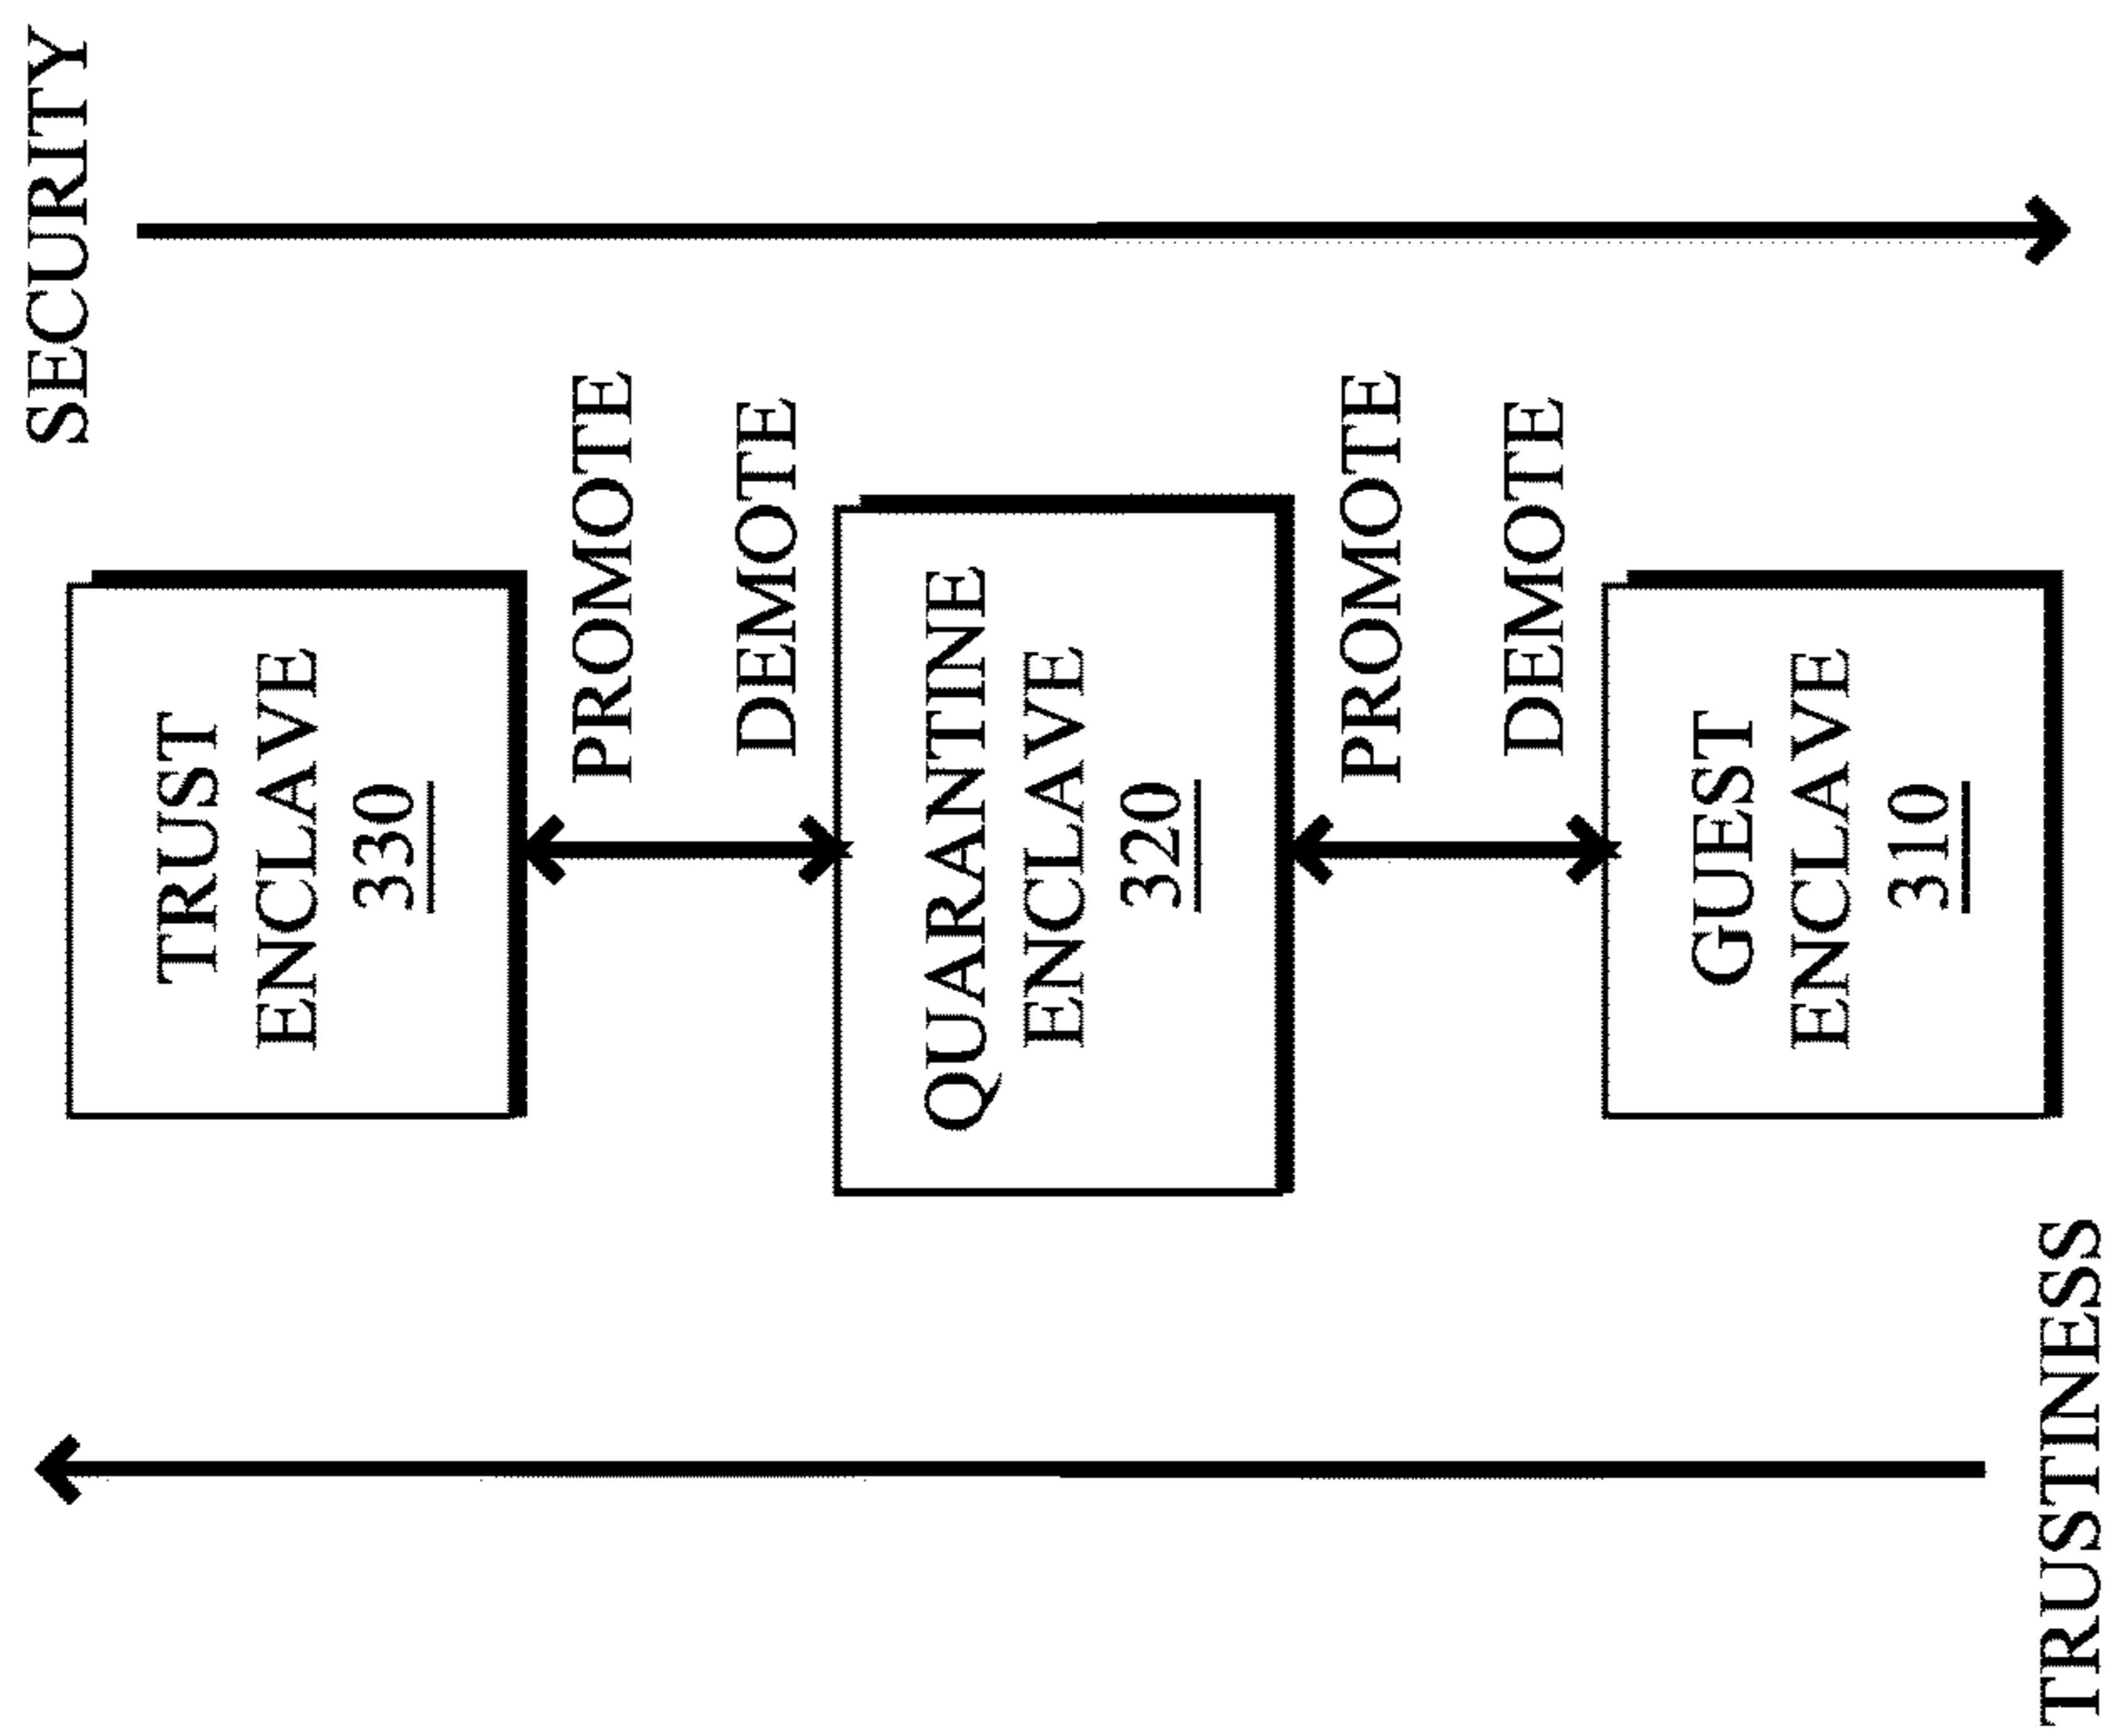 SECURITY
TRUST
ENCLAVE
330
PROMOTE
DEMOTE
QUARANTINE
ENCLAVE
320
PROMOTE
DEMOTE
GUEST
ENCLAVE
310
TRUSTINESS